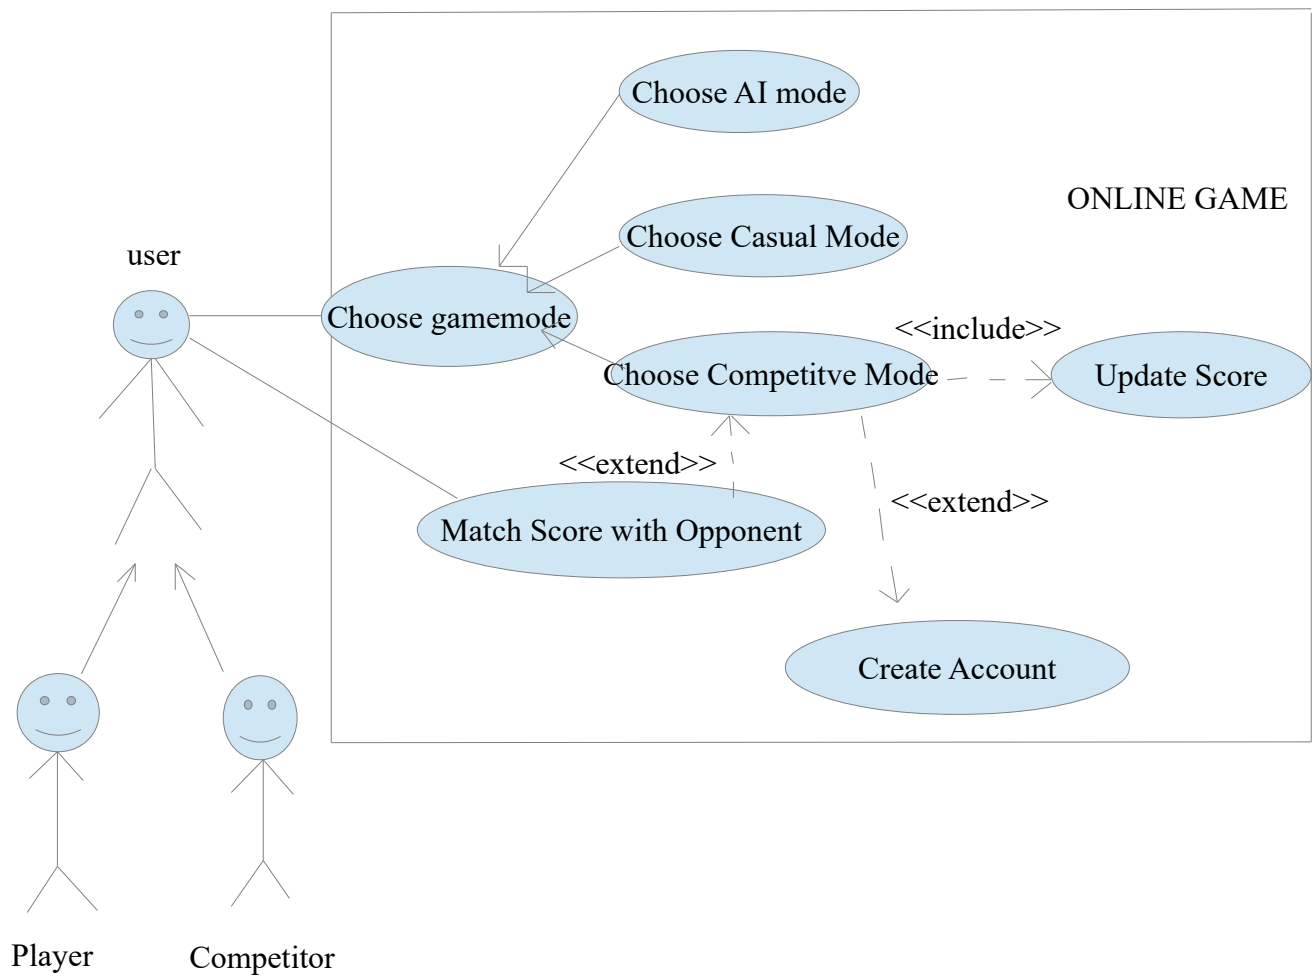 Choose AI mode
ONLINE GAME
Choose Casual Mode
user
Choose gamemode
<<include>>
Choose Competitve Mode
Update Score
<<extend>>
<<extend>>
Match Score with Opponent
Create Account
Player
Competitor